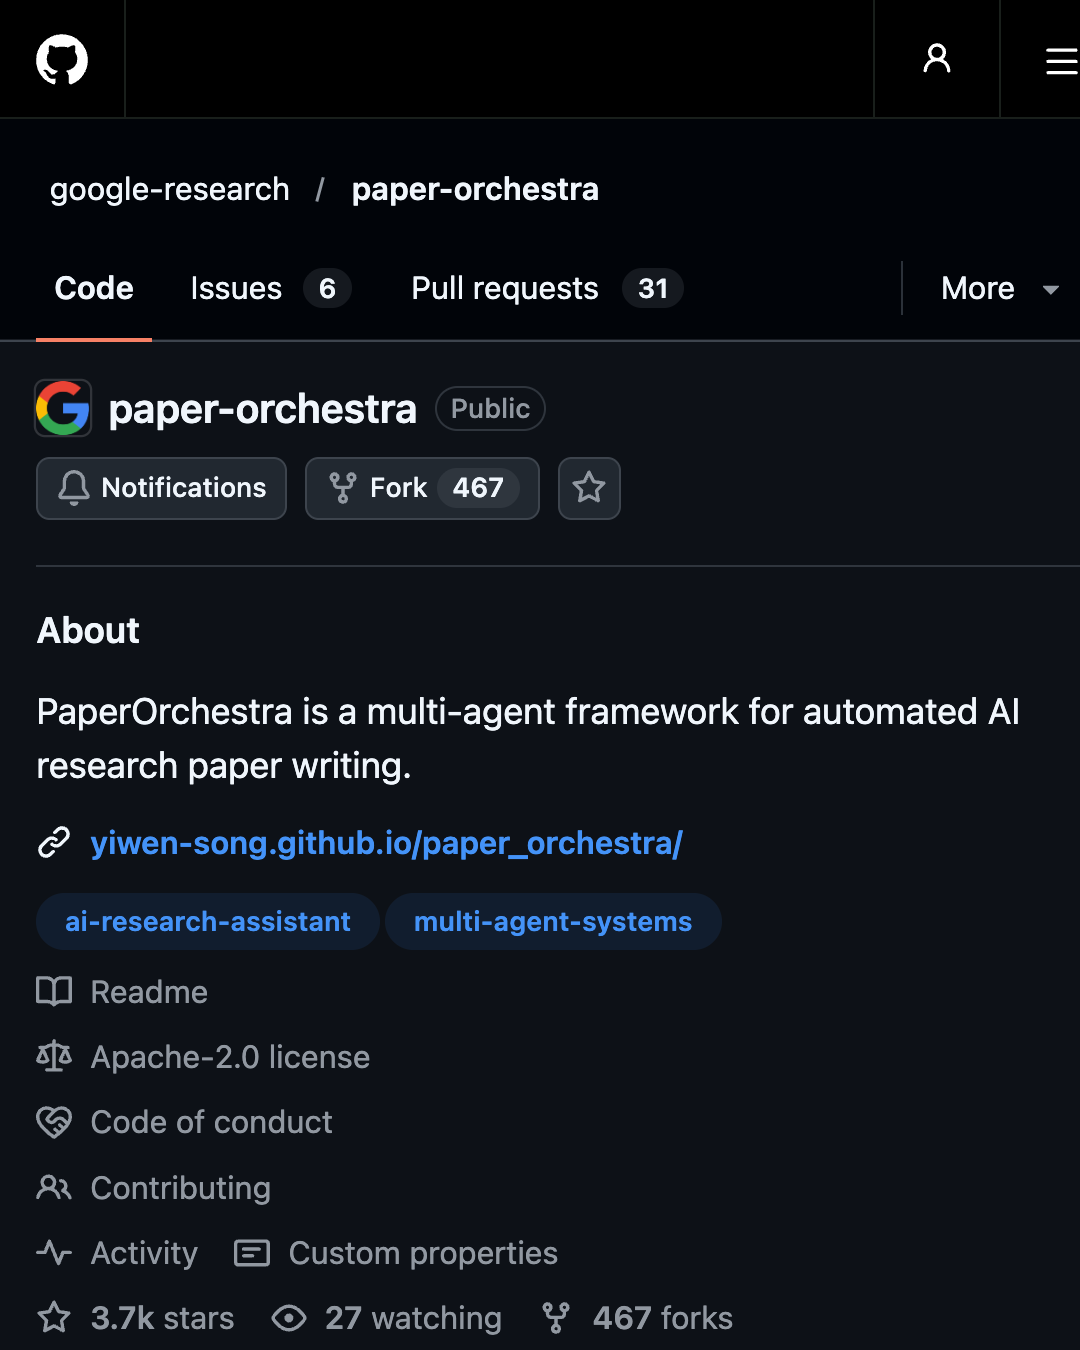 google-research / paper-orchestra
Code Issues 6 Pull requests 31 More
paper-orchestra Public
Notifications Fork 467
About
PaperOrchestra is a multi-agent framework for automated AI
research paper writing.
yiwen-song.github.io/paper_orchestra/
ai-research-assistant multi-agent-systems
Readme
Apache-2.0 license
Code of conduct
Contributing
Activity Custom properties
3.7k stars 27 watching 467 forks